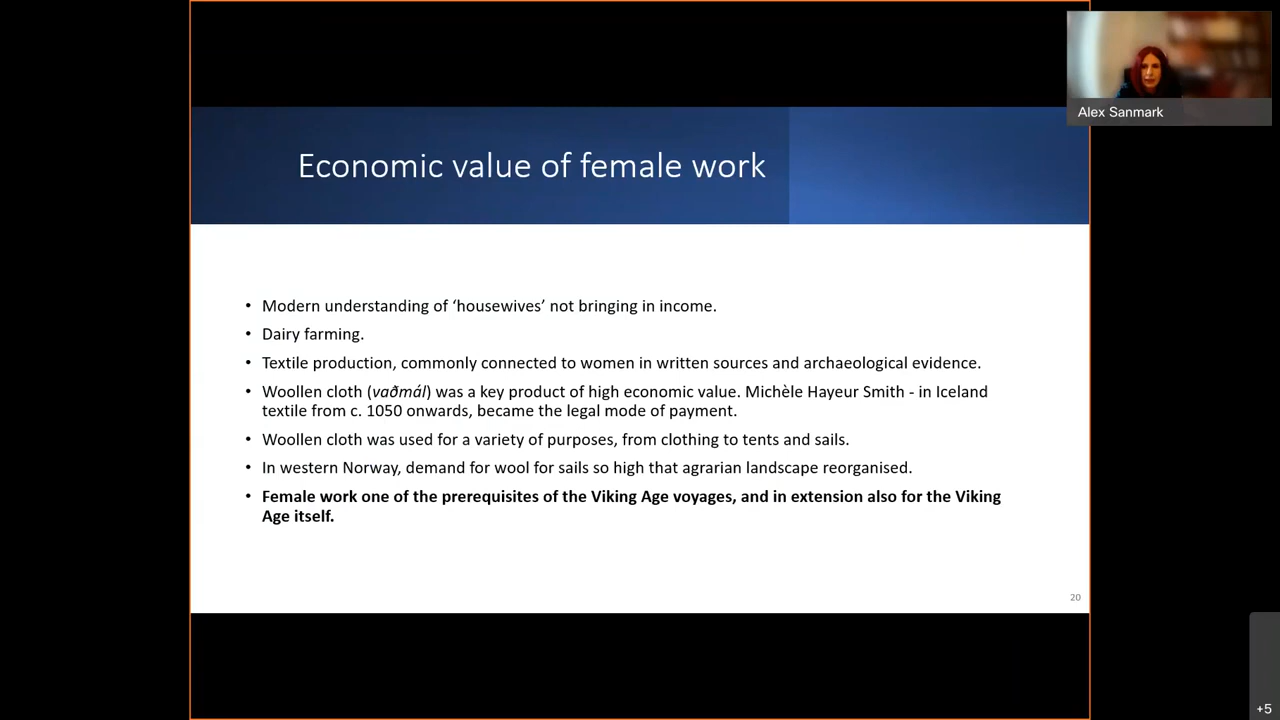 Alex Sanmark
Economic value of female work
• Modern understanding of ‘housewives’ not bringing in income.
• Dairy farming.
• Textile production, commonly connected to women in written sources and archaeological evidence.
• Woollen cloth (vaðmál) was a key product of high economic value. Michèle Hayeur Smith - in Iceland
textile from c. 1050 onwards, became the legal mode of payment.
• Woollen cloth was used for a variety of purposes, from clothing to tents and sails.
• In western Norway, demand for wool for sails so high that agrarian landscape reorganised.
• Female work one of the prerequisites of the Viking Age voyages, and in extension also for the Viking
Age itself.
20
+5